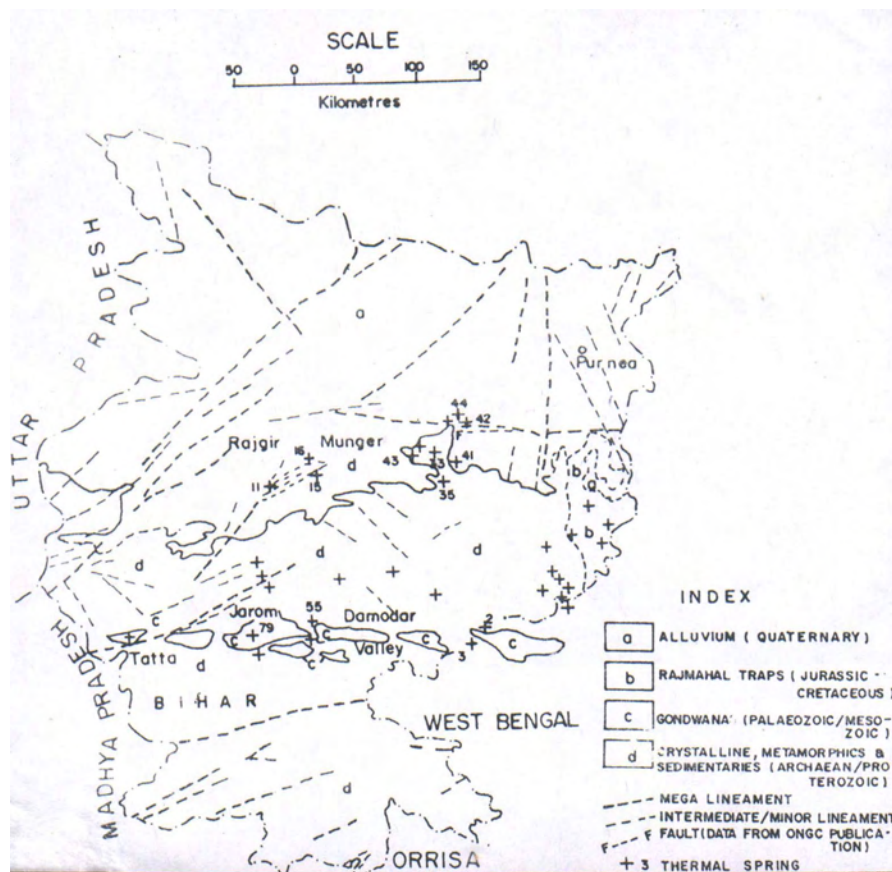 SCALE
50 0 50 100 150
Kilometres
UTTAR PRADESH
a
Purnea
44
42
16
Rajgir
Munger
43
33
41
d
11
15
35
b
a
b
d
d
d
c
Jarom
55
Damodar
2
79
c
c
c
c
Tatta
Valley
3
d
c
BIHAR
MADHYA PRADESH
WEST BENGAL
d
ORRISA
INDEX
a ALLUVIUM ( QUATERNARY)
b RAJMAHAL TRAPS ( JURASSIC --
CRETACEOUS )
c GONDWANA' (PALAEOZOIC/MESO-
ZOIC)
d CRYSTALLINE, METAMORPHICS &
SEDIMENTARIES (ARCHAEAN/PRO
TEROZOIC)
MEGA LINEAMENT
INTERMEDIATE/MINOR LINEAMENT
F FAULT(DATA FROM ONGC PUBLICA-
F TION)
+ 3 THERMAL SPRING